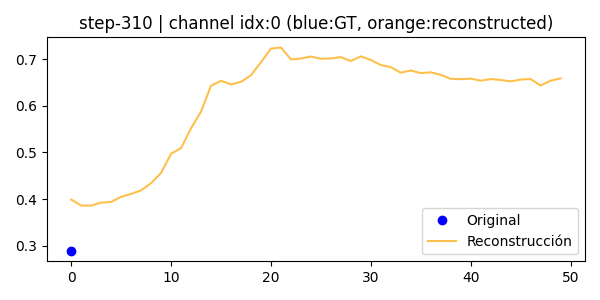 step-310 | channel idx:0 (blue:GT, orange:reconstructed)
0.7
0.6
0.5
0.4
0.3
Original
Reconstrucción
0 10 20 30 40 50